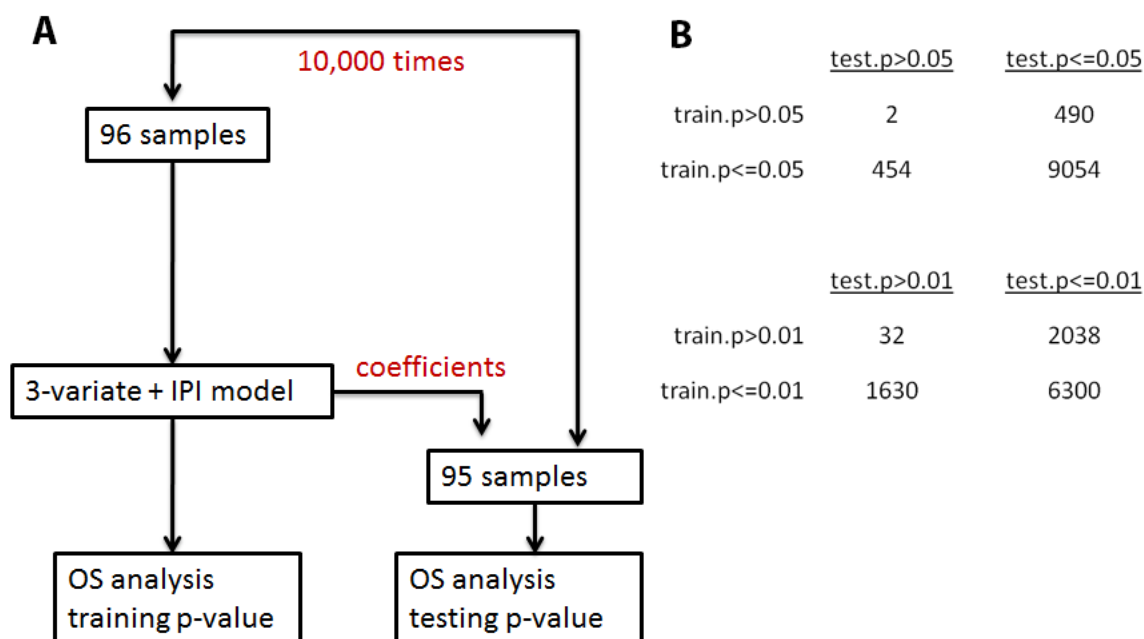 A
10,000 times
96 samples
3-variate + IPI model
coefficients
95 samples
OS analysis
training p-value
OS analysis
testing p-value
B
test.p>0.05 test.p<=0.05
train.p>0.05 2 490
train.p<=0.05 454 9054
test.p>0.01 test.p<=0.01
train.p>0.01 32 2038
train.p<=0.01 1630 6300